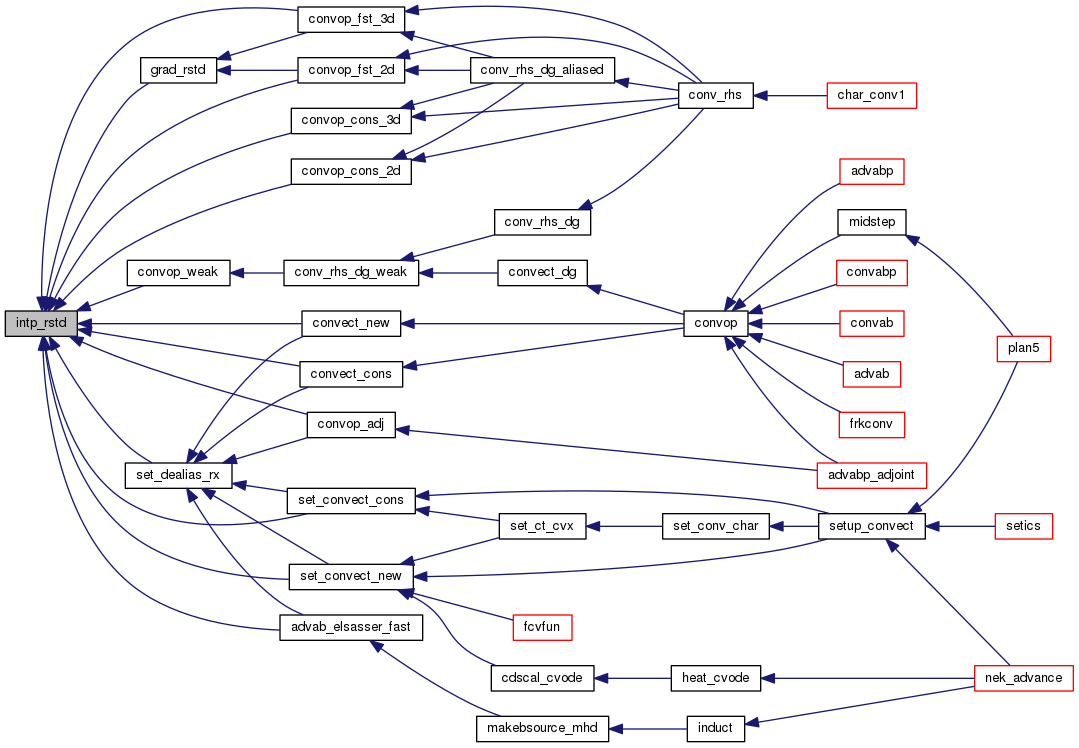 convop_fst_3d
grad_rstd
convop_fst_2d
conv_rhs_dg_aliased
conv_rhs
char_conv1
convop_cons_3d
convop_cons_2d
advabp
conv_rhs_dg
midstep
convop_weak
conv_rhs_dg_weak
convect_dg
convabp
intp_rstd
convect_new
convop
convab
plan5
convect_cons
advab
convop_adj
frkconv
set_dealias_rx
advabp_adjoint
set_convect_cons
set_ct_cvx
set_conv_char
setup_convect
setics
set_convect_new
advab_elsasser_fast
fcvfun
cdscal_cvode
heat_cvode
nek_advance
makebsource_mhd
induct